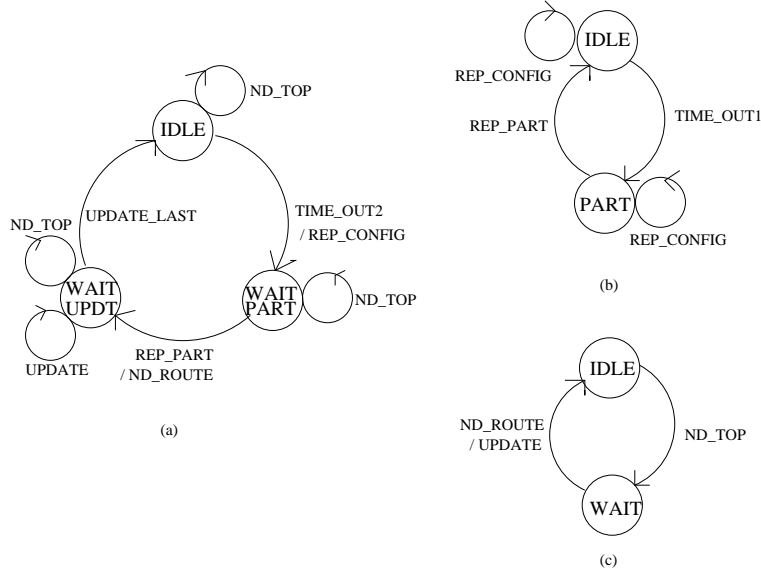 ND_TOP
IDLE
UPDATE_LAST
TIME_OUT2
/ REP_CONFIG
ND_TOP
WAIT
UPDT
UPDATE
WAIT
PART
ND_TOP
REP_PART
/ ND_ROUTE
(a)
IDLE
REP_CONFIG
REP_PART
TIME_OUT1
PART
REP_CONFIG
(b)
IDLE
ND_ROUTE
/ UPDATE
ND_TOP
WAIT
(c)